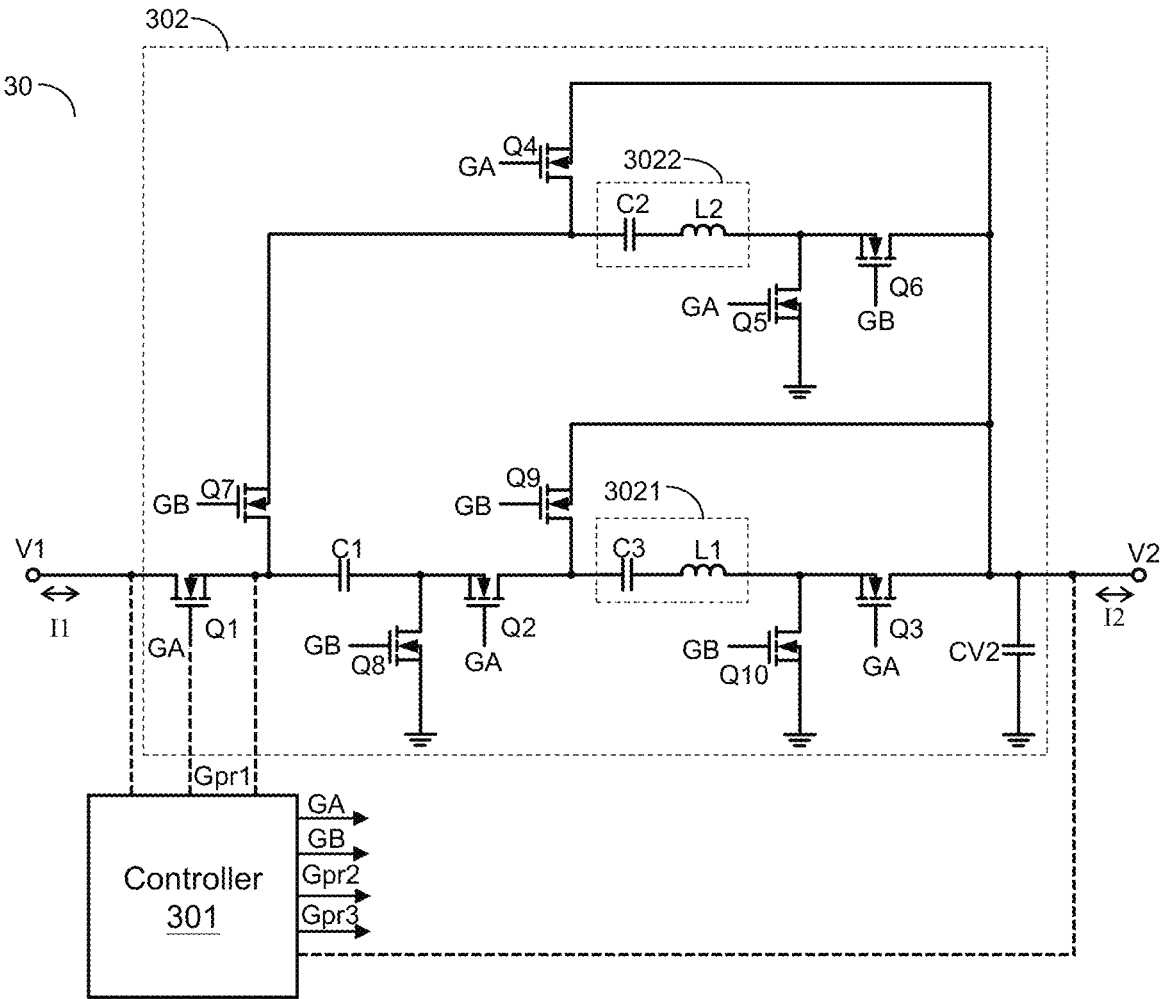 302
30
Q4
GA
3022
C2
L2
GA
Q5
Q6
GB
Q7
GB
Q9
GB
3021
V1
C1
C3
L1
V2
I1
Q1
GA
GB
Q8
Q2
GA
GB
Q10
Q3
GA
CV2
I2
Gpr1
GA
GB
Gpr2
Gpr3
Controller
301